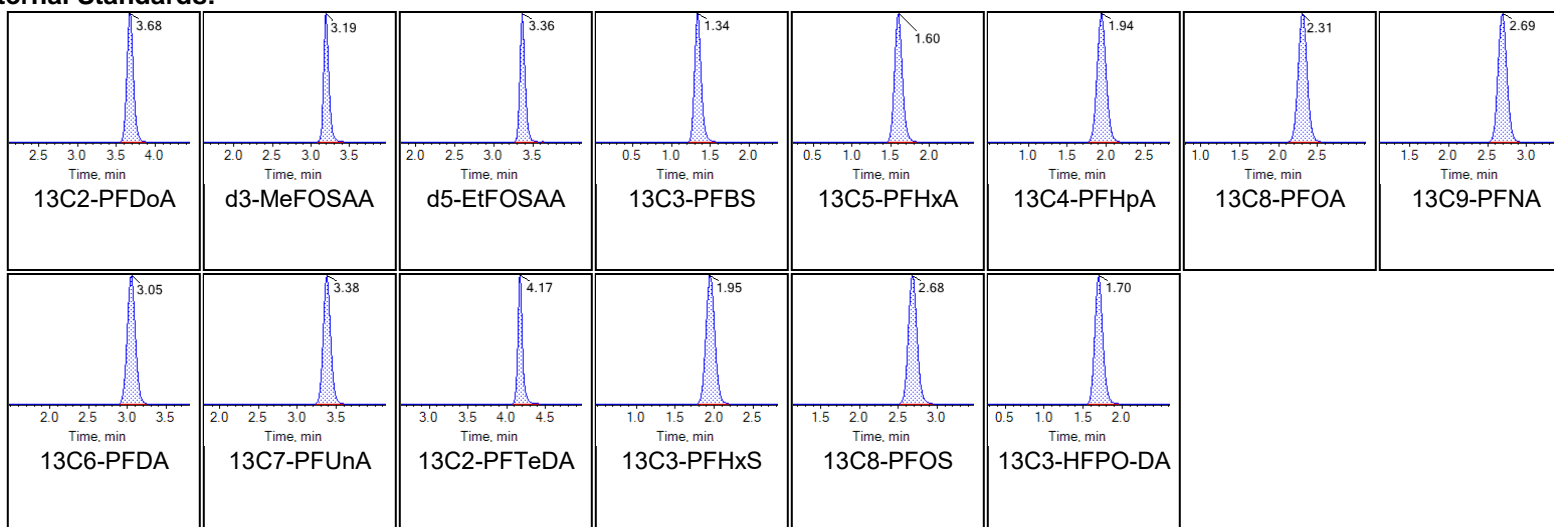 ternal Standards:
3.68
2.5 3.0 3.5 4.0
Time, min
13C2-PFDoA
3.19
2.0 2.5 3.0 3.5
Time, min
d3-MeFOSAA
3.36
2.0 2.5 3.0 3.5
Time, min
d5-EtFOSAA
1.34
0.5 1.0 1.5 2.0
Time, min
13C3-PFBS
1.60
0.5 1.0 1.5 2.0
Time, min
13C5-PFHxA
1.94
1.0 1.5 2.0 2.5
Time, min
13C4-PFHpA
2.31
1.0 1.5 2.0 2.5
Time, min
13C8-PFOA
2.69
1.5 2.0 2.5 3.0
Time, min
13C9-PFNA
3.05
2.0 2.5 3.0 3.5
Time, min
13C6-PFDA
3.38
2.0 2.5 3.0 3.5
Time, min
13C7-PFUnA
4.17
3.0 3.5 4.0 4.5
Time, min
13C2-PFTeDA
1.95
1.0 1.5 2.0 2.5
Time, min
13C3-PFHxS
2.68
1.5 2.0 2.5 3.0
Time, min
13C8-PFOS
1.70
0.5 1.0 1.5 2.0
Time, min
13C3-HFPO-DA